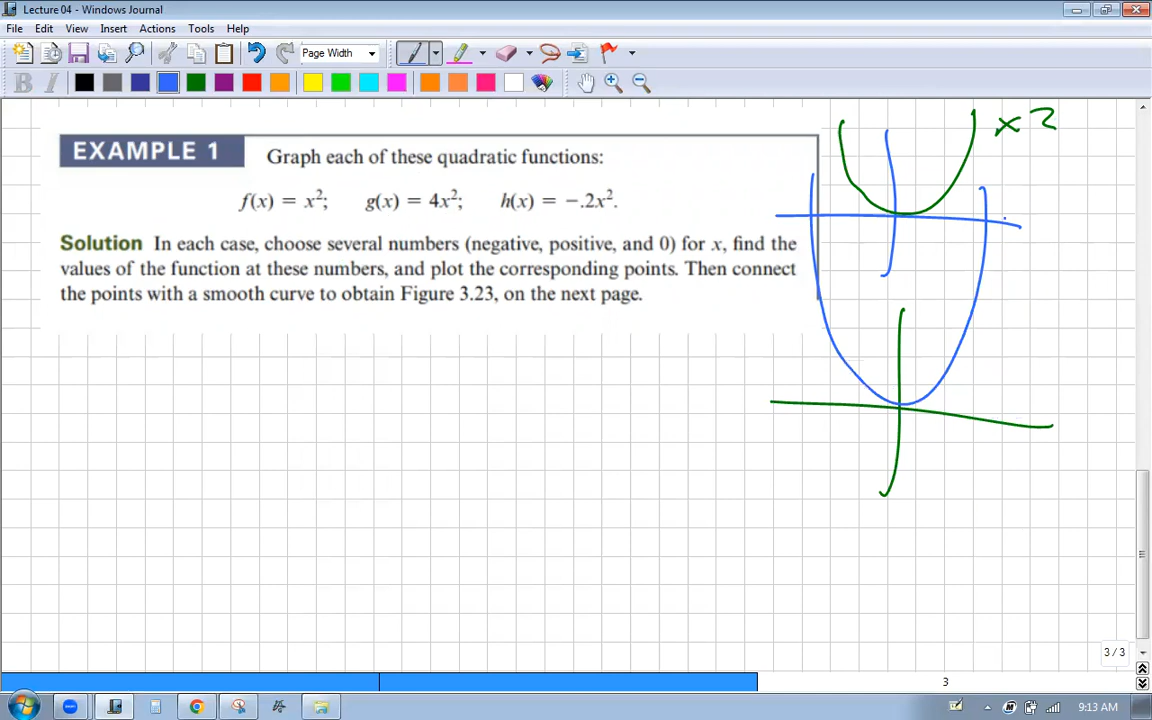 Lecture 04 - Windows Journal
File Edit View Insert Actions Tools Help
Page Width
B I
EXAMPLE 1 Graph each of these quadratic functions:
f(x) = x²; g(x) = 4x²; h(x) = −.2x².
Solution In each case, choose several numbers (negative, positive, and 0) for x, find the
values of the function at these numbers, and plot the corresponding points. Then connect
the points with a smooth curve to obtain Figure 3.23, on the next page.
x2
3 / 3
3
9:13 AM